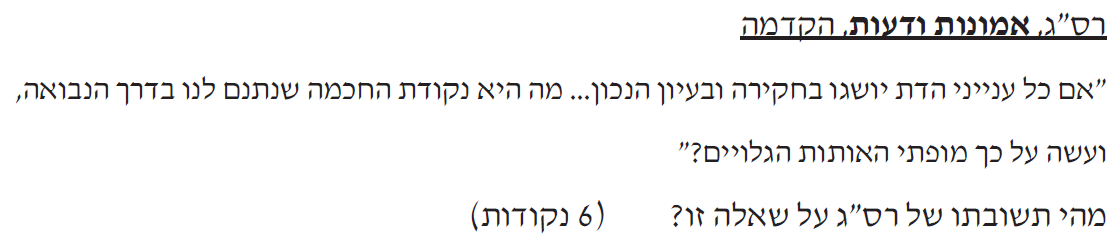 רס"ג, אמונות ודעות, הקדמה
"אם כל ענייני הדת יושגו בחקירה ובעיון הנכון... מה היא נקודת החכמה שנתנם לנו בדרך הנבואה,
ועשה על כך מופתי האותות הגלויים?"
מהי תשובתו של רס"ג על שאלה זו? (6 נקודות)